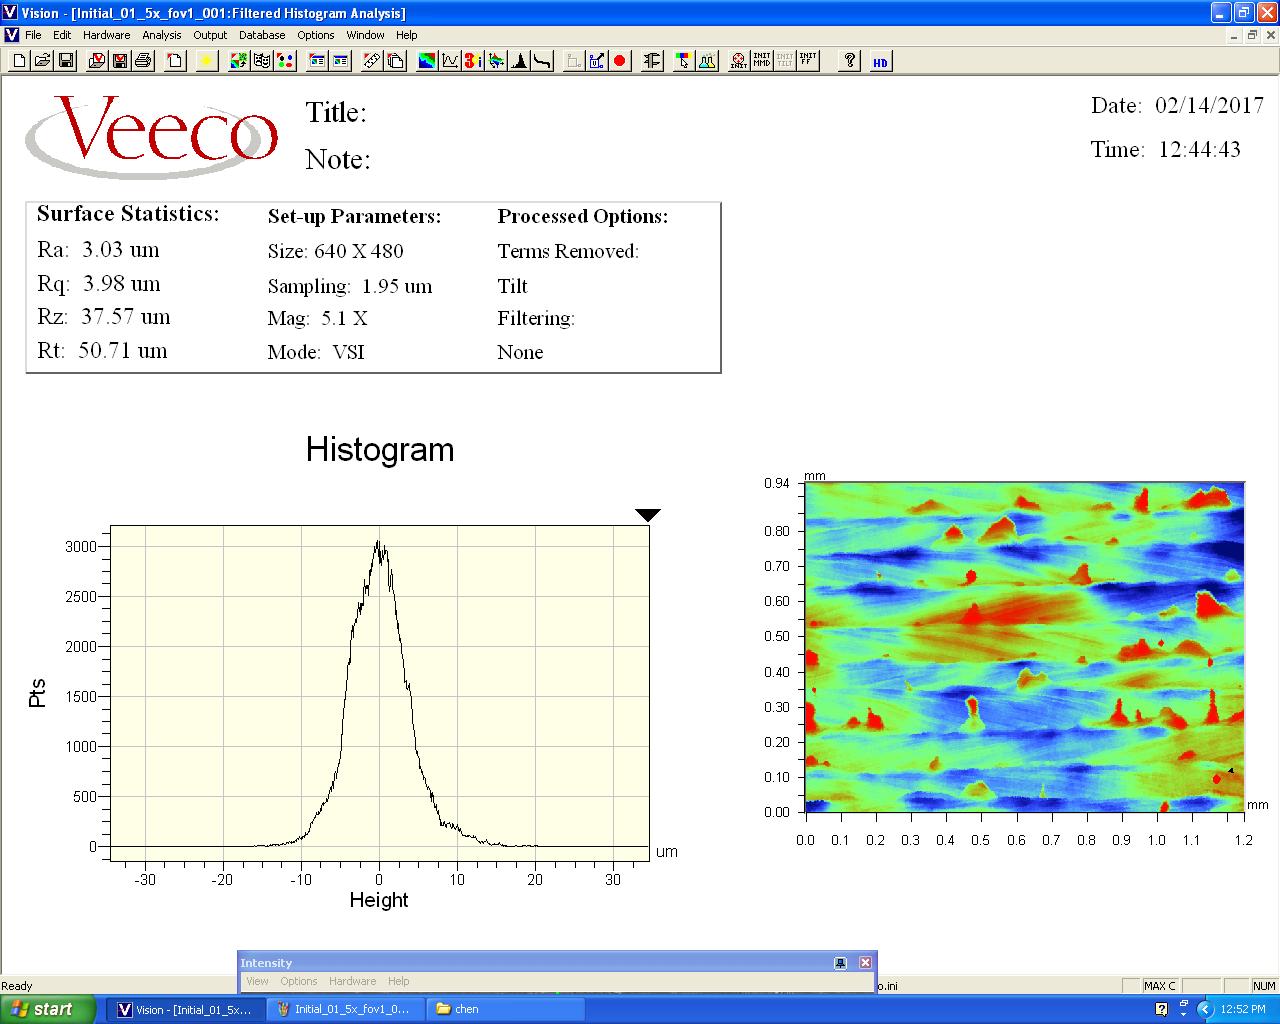 Vision - [Initial_01_5x_fov1_001:Filtered Histogram Analysis]
File Edit Hardware Analysis Output Database Options Window Help
INIT INIT MMD INIT TILT INIT FF ? HD
Veeco
Title:
Note:
Date: 02/14/2017
Time: 12:44:43
Surface Statistics:
Ra: 3.03 um
Rq: 3.98 um
Rz: 37.57 um
Rt: 50.71 um
Set-up Parameters:
Size: 640 X 480
Sampling: 1.95 um
Mag: 5.1 X
Mode: VSI
Processed Options:
Terms Removed:
Tilt
Filtering:
None
Histogram
Pts
3000
2500
2000
1500
1000
500
0
-30 -20 -10 0 10 20 30
um
Height
mm
0.94
0.80
0.70
0.60
0.50
0.40
0.30
0.20
0.10
0.00
mm
0.0 0.1 0.2 0.3 0.4 0.5 0.6 0.7 0.8 0.9 1.0 1.1 1.2
Intensity
View Options Hardware Help
Ready
o.ini
MAX C NUM
start
Vision - [Initial_01_5x...
Initial_01_5x_fov1_0...
chen
12:52 PM